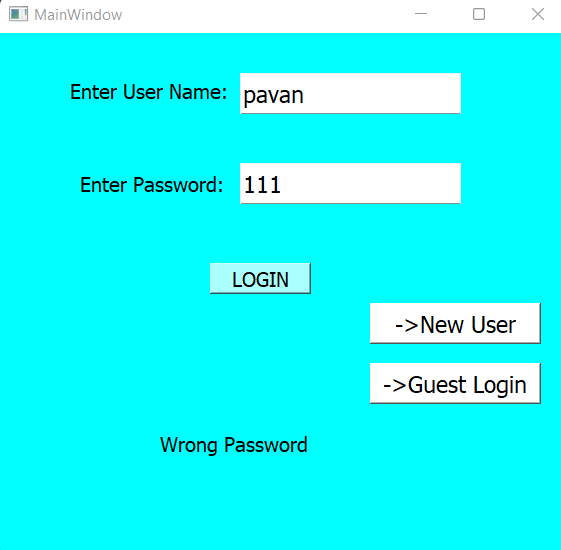 MainWindow
Enter User Name: pavan
Enter Password: 111
LOGIN
->New User
->Guest Login
Wrong Password